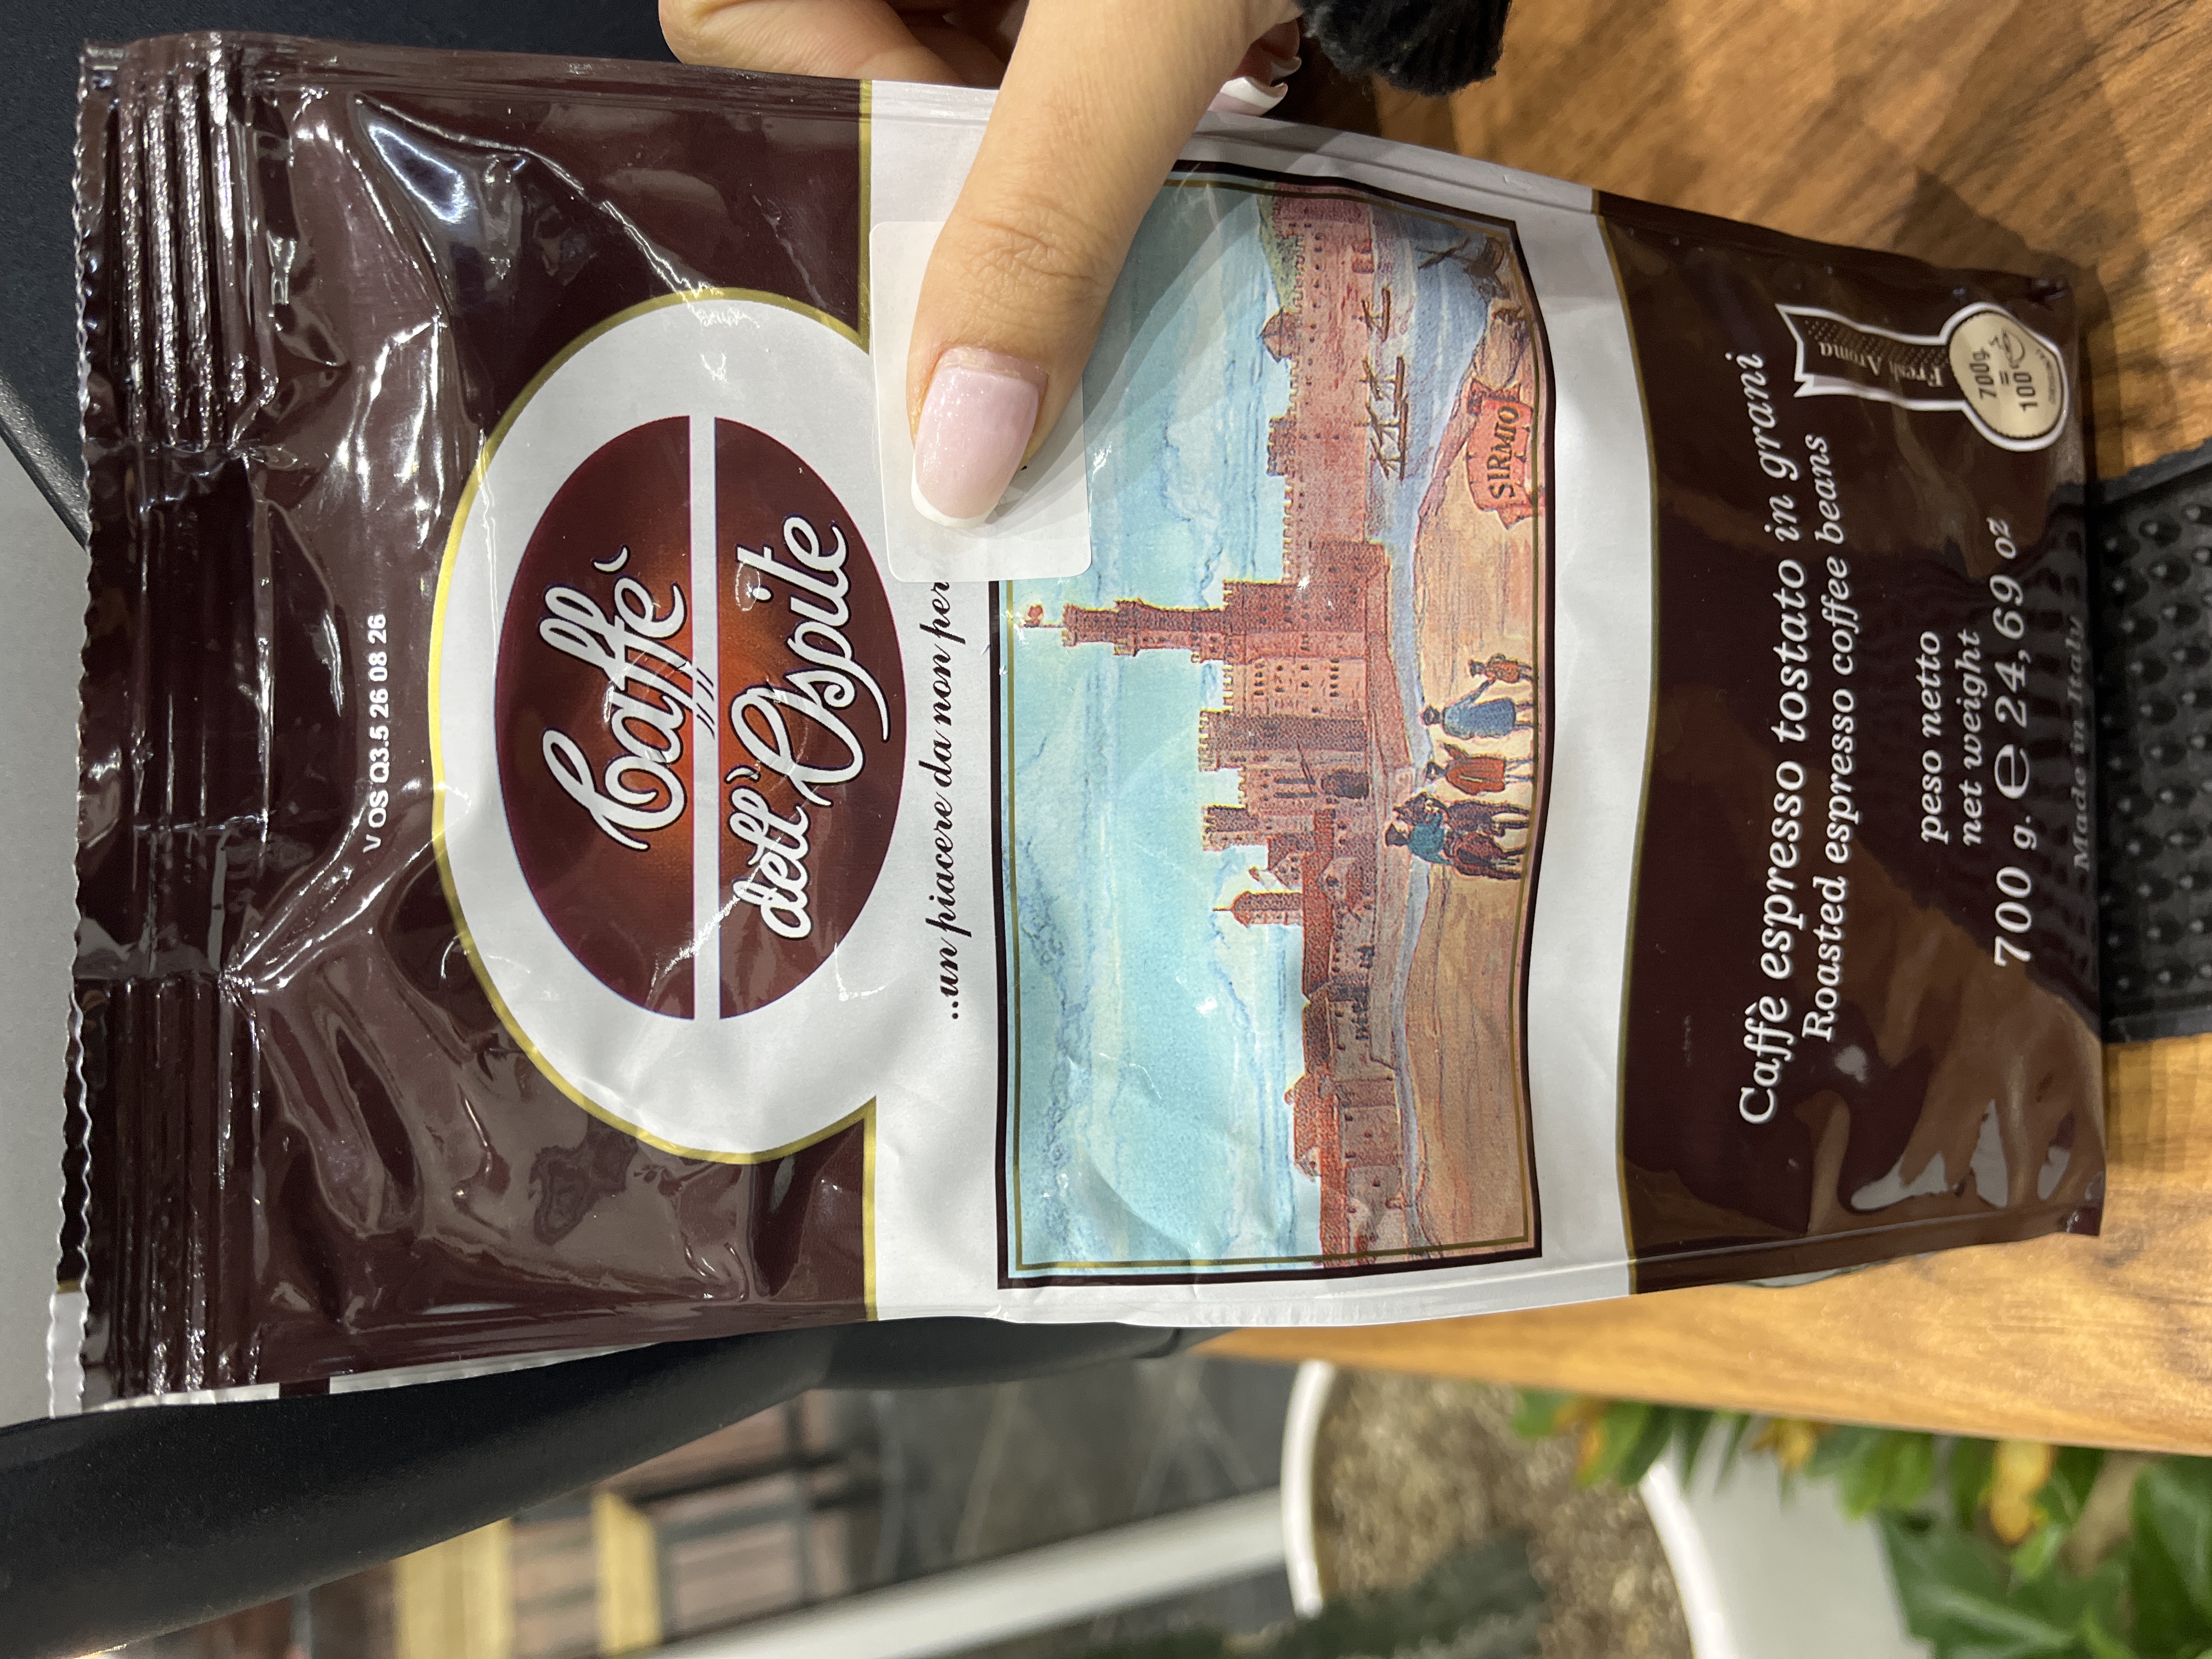 V OS Q3.5 26 08 26
Caffè
dell'Ospite
..un piacere da non per
SIRMIO
Caffè espresso tostato in grani
Roasted espresso coffee beans
Fresh Aroma
700g
=
100
peso netto
net weight
700 g. e 24,69 oz
Made in Italy